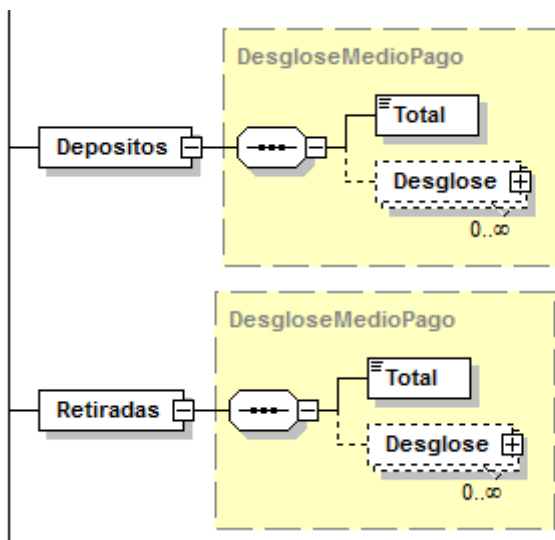 DesgloseMedioPago
Total
Depositos
Desglose
0..∞
DesgloseMedioPago
Total
Retiradas
Desglose
0..∞